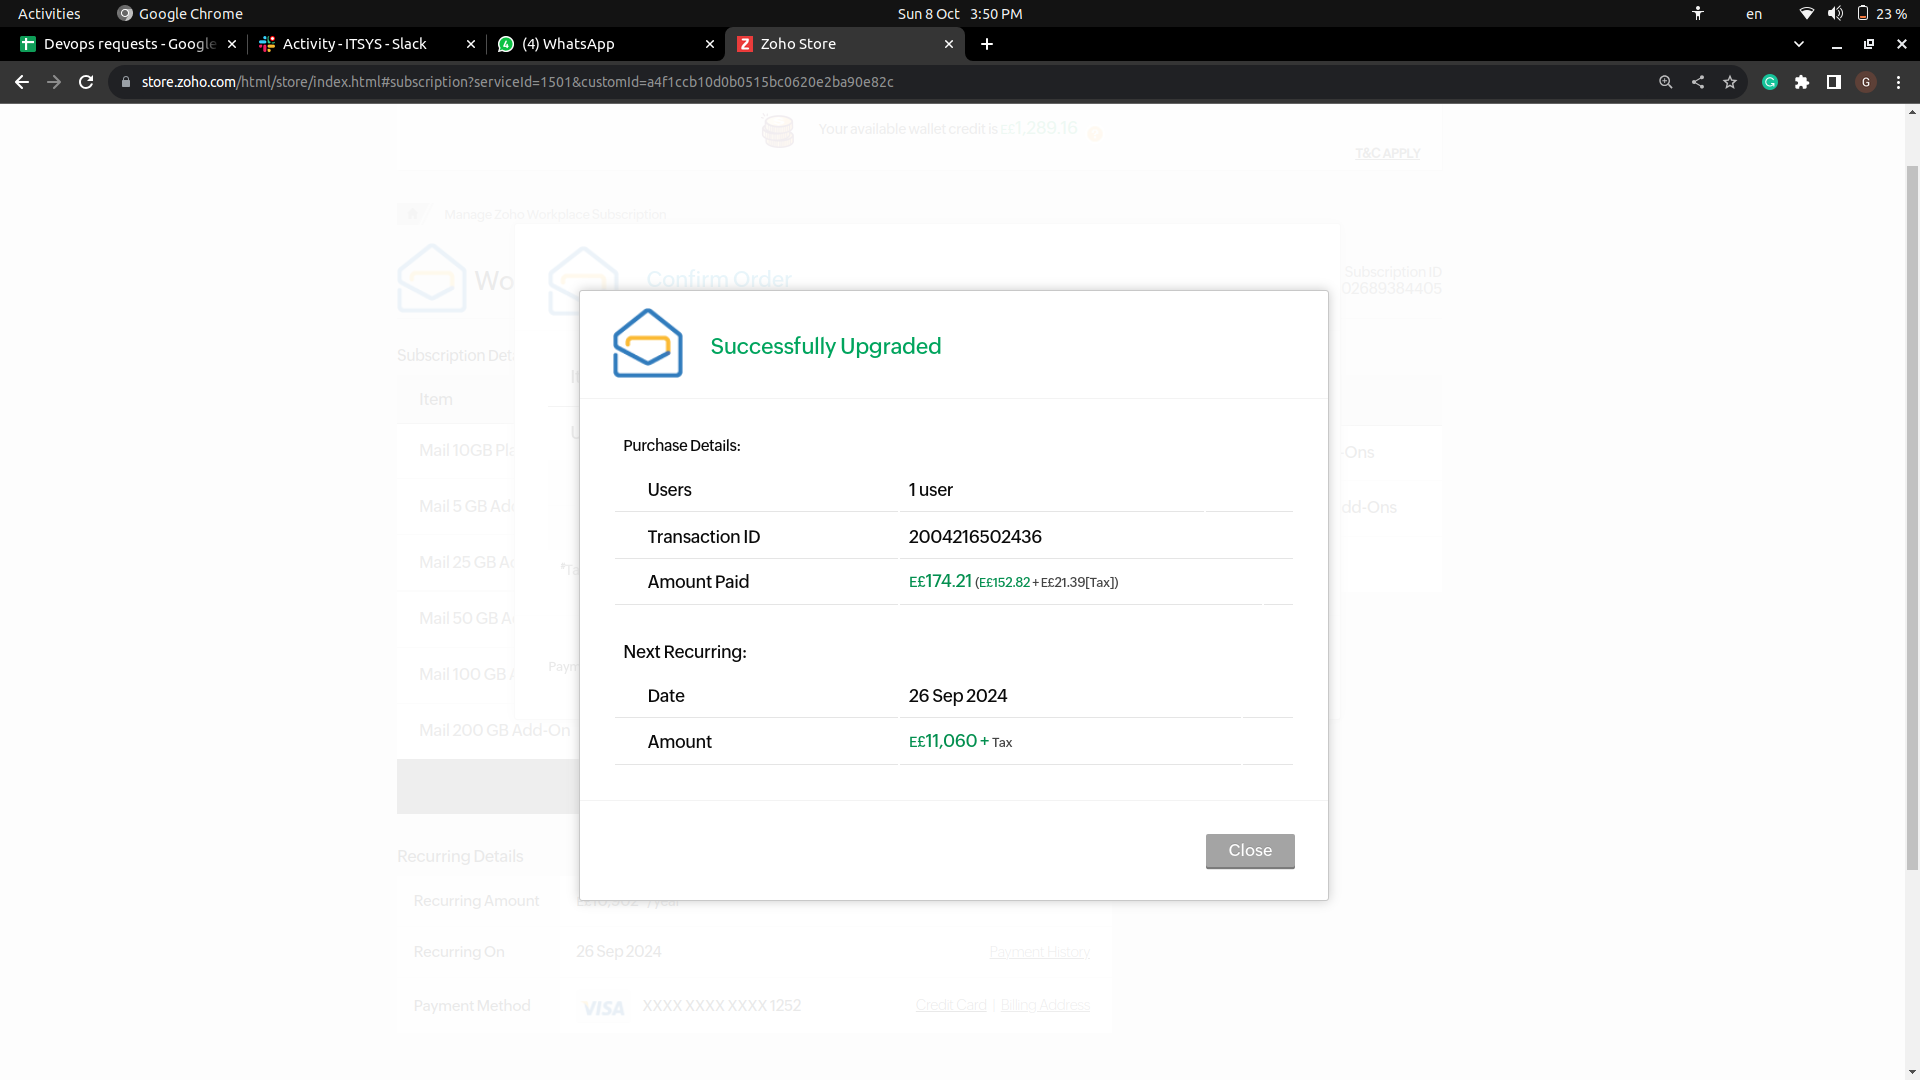 Activities
Google Chrome
Sun 8 Oct 3:50 PM
en
23 %
Devops requests - Google
Activity - ITSYS - Slack
(4) WhatsApp
Zoho Store
store.zoho.com/html/store/index.html#subscription?serviceId=1501&customId=a4f1ccb10d0b0515bc0620e2ba90e82c
G
Your available wallet credit is E£1,289.16
T&C APPLY
Manage Zoho Workplace Subscription
Wo
Confirm Order
Subscription ID
02689384405
Successfully Upgraded
Subscription Det
Item
Mail 10GB Pla
-Ons
Mail 5 GB Add
dd-Ons
Mail 25 GB Ad
Mail 50 GB A
Mail 100 GB A
Mail 200 GB Add-On
Paym
Purchase Details:
Users 1 user
Transaction ID 2004216502436
Amount Paid E£174.21 (E£152.82 + E£21.39[Tax])
Next Recurring:
Date 26 Sep 2024
Amount E£11,060 + Tax
Close
Recurring Details
Recurring Amount
/year
Recurring On 26 Sep 2024 Payment History
Payment Method VISA XXXX XXXX XXXX 1252 Credit Card | Billing Address